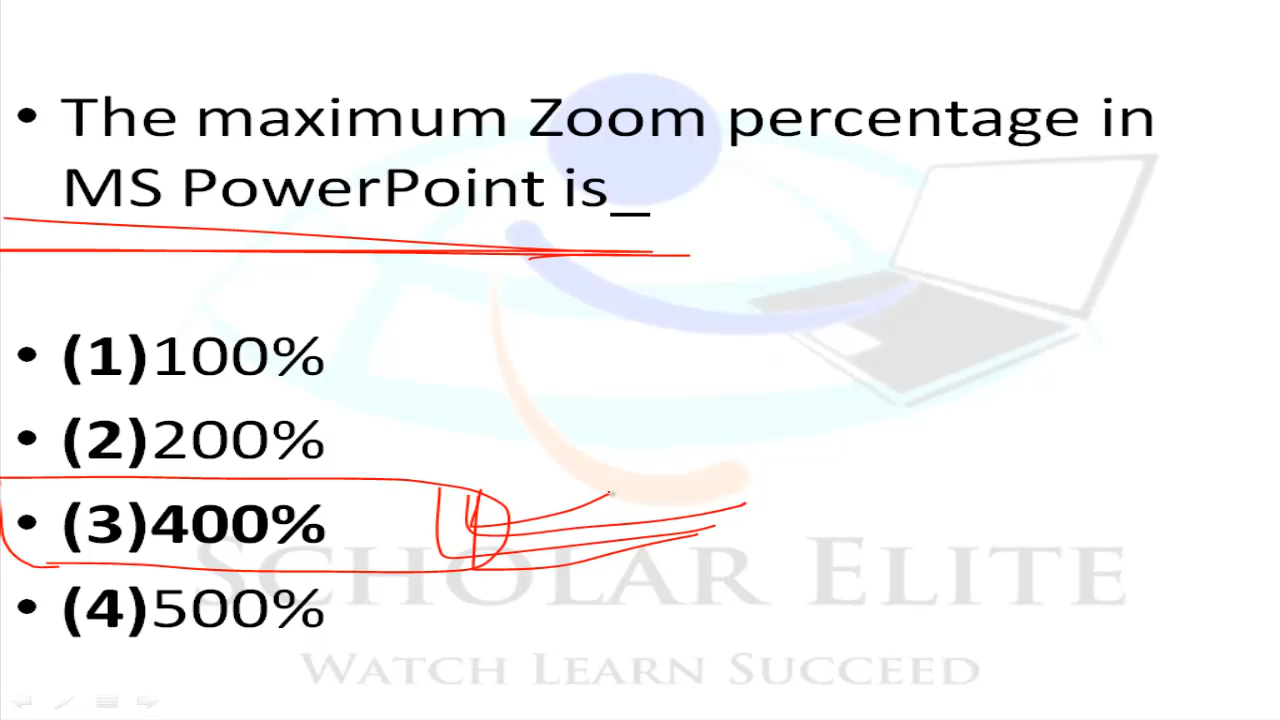 • The maximum Zoom percentage in
MS PowerPoint is_
• (1)100%
• (2)200%
• (3)400%
• (4)500%
SCHOLAR ELITE
WATCH LEARN SUCCEED